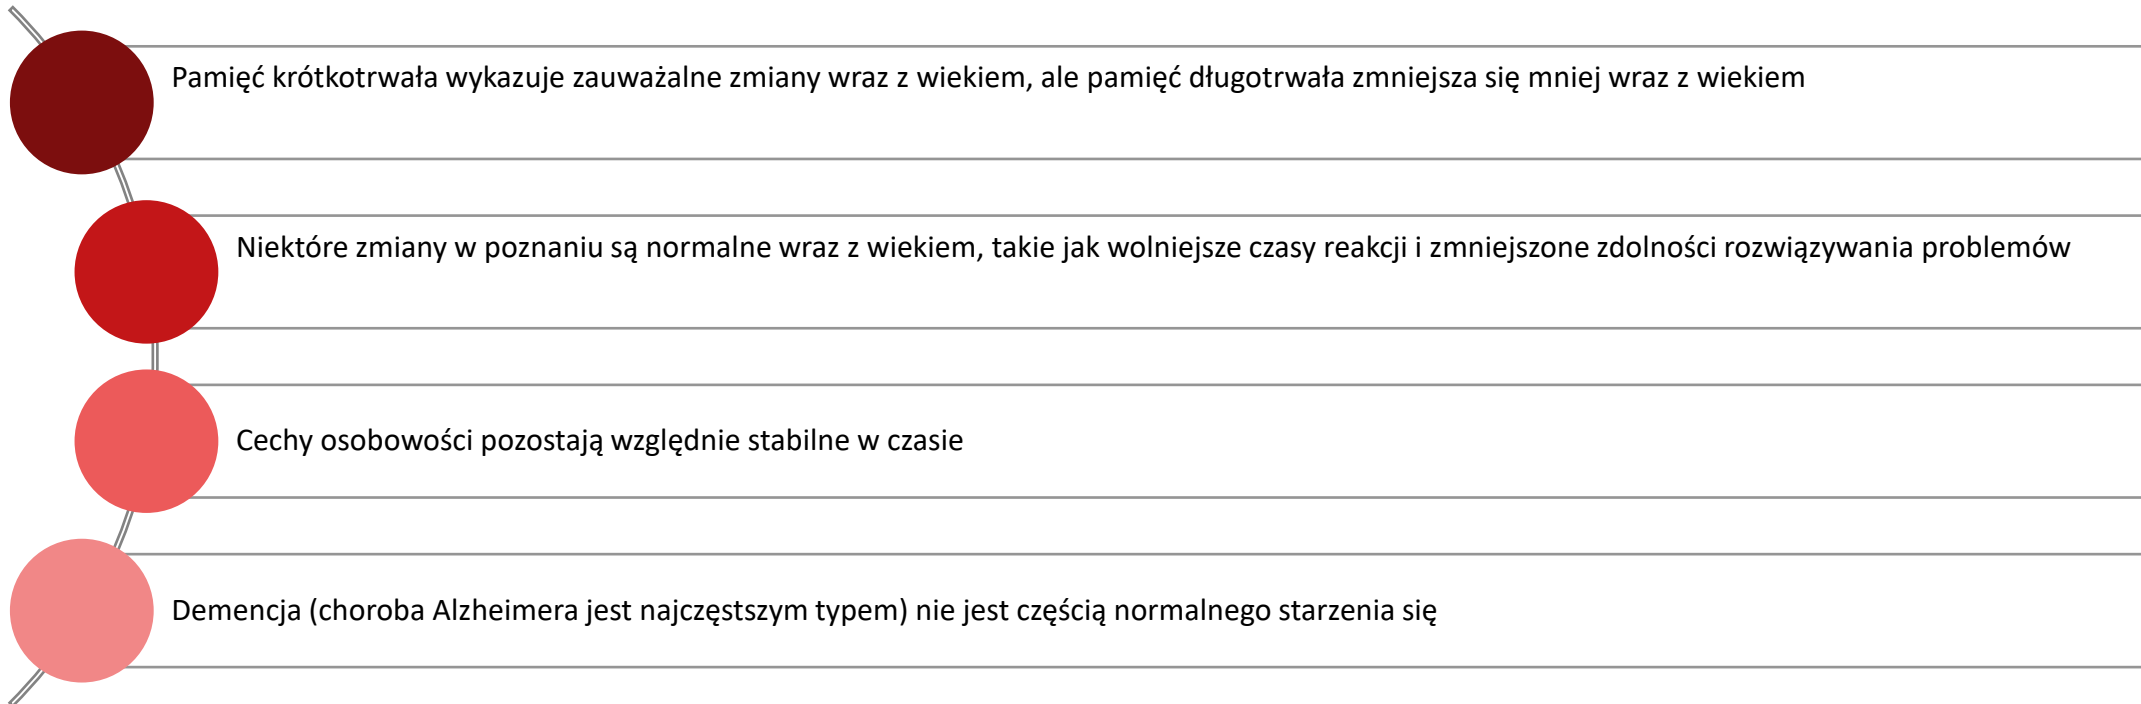 Pamięć krótkotrwała wykazuje zauważalne zmiany wraz z wiekiem, ale pamięć długotrwała zmniejsza się mniej wraz z wiekiem
Niektóre zmiany w poznaniu są normalne wraz z wiekiem, takie jak wolniejsze czasy reakcji i zmniejszone zdolności rozwiązywania problemów
Cechy osobowości pozostają względnie stabilne w czasie
Demencja (choroba Alzheimera jest najczęstszym typem) nie jest częścią normalnego starzenia się